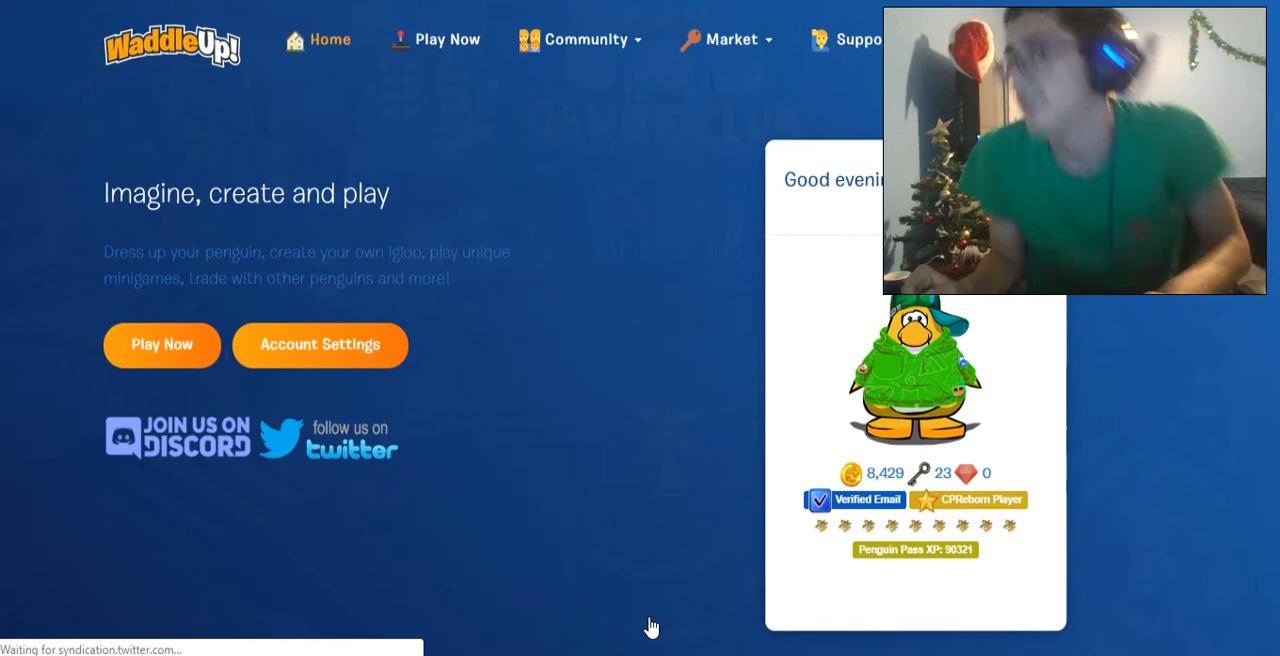 WaddleUp!
Home
Play Now
Community
Market
Suppo
DANCE CLUB
Imagine, create and play
Good evenin
Dress up your penguin, create your own igloo, play unique
minigames, trade with other penguins and more!
Play Now
Account Settings
JOIN US ON
DISCORD
follow us on
twitter
8,429
23
0
Verified Email
CPReborn Player
Penguin Pass XP: 90321
Waiting for syndication.twitter.com...